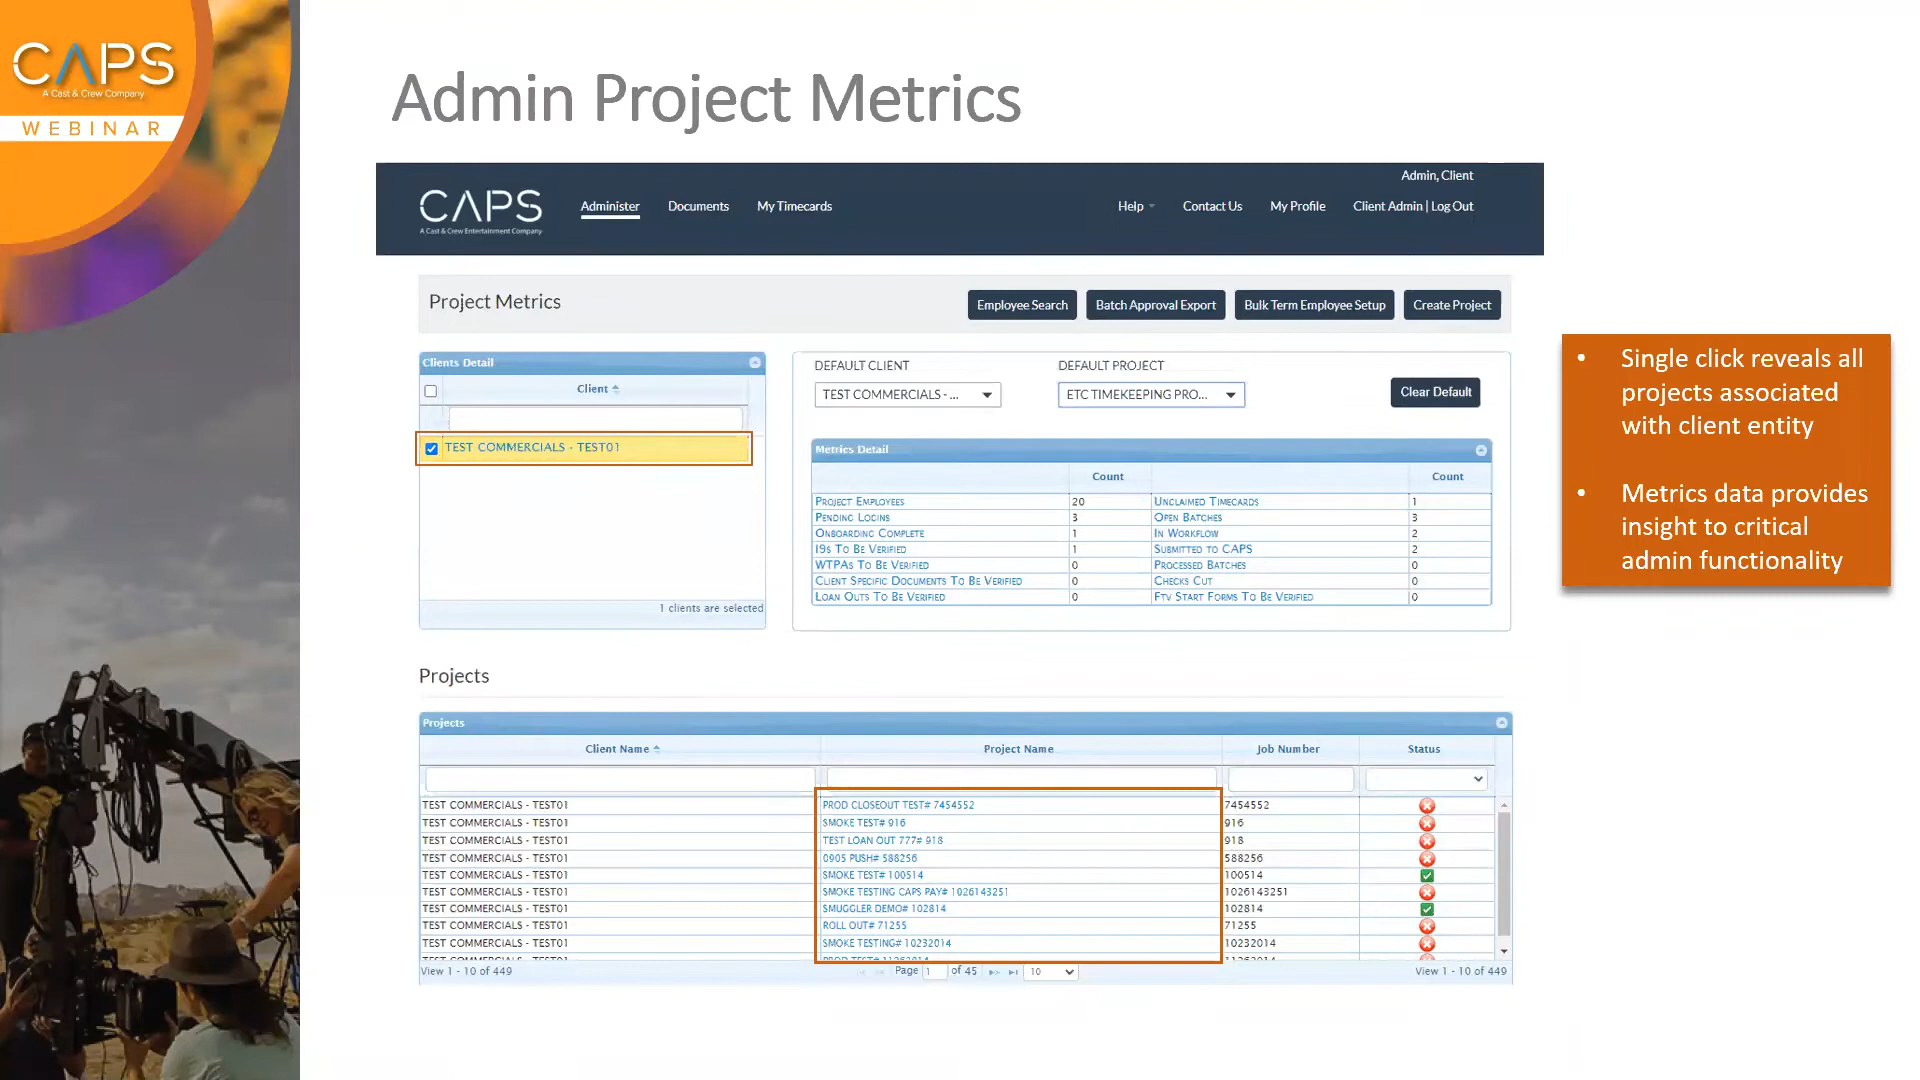 CAPS
A Cast & Crew Company
WEBINAR
Admin Project Metrics
Admin, Client
CAPS
A Cast & Crew Entertainment Company
Administer Documents My Timecards Help Contact Us My Profile Client Admin | Log Out
Project Metrics
Employee Search Batch Approval Export Bulk Term Employee Setup Create Project
Clients Detail
Client
TEST COMMERCIALS - TEST01
1 clients are selected
DEFAULT CLIENT DEFAULT PROJECT
TEST COMMERCIALS - ... ETC TIMEKEEPING PRO... Clear Default
Metrics Detail
Count Count
PROJECT EMPLOYEES 20 UNCLAIMED TIMECARDS 1
PENDING LOGINS 3 OPEN BATCHES 3
ONBOARDING COMPLETE 1 IN WORKFLOW 2
I9S TO BE VERIFIED 1 SUBMITTED TO CAPS 2
WTPAS TO BE VERIFIED 0 PROCESSED BATCHES 0
CLIENT SPECIFIC DOCUMENTS TO BE VERIFIED 0 CHECKS CUT 0
LOAN OUTS TO BE VERIFIED 0 FTV START FORMS TO BE VERIFIED 0
• Single click reveals all
projects associated
with client entity
• Metrics data provides
insight to critical
admin functionality
Projects
Projects
Client Name Project Name Job Number Status
TEST COMMERCIALS - TEST01 PROD CLOSEOUT TEST# 7454552 7454552
TEST COMMERCIALS - TEST01 SMOKE TEST# 916 916
TEST COMMERCIALS - TEST01 TEST LOAN OUT 777# 918 918
TEST COMMERCIALS - TEST01 0905 PUSH# 588256 588256
TEST COMMERCIALS - TEST01 SMOKE TEST# 100514 100514
TEST COMMERCIALS - TEST01 SMOKE TESTING CAPS PAY# 1026143251 1026143251
TEST COMMERCIALS - TEST01 SMUGGLER DEMO# 102814 102814
TEST COMMERCIALS - TEST01 ROLL OUT# 71255 71255
TEST COMMERCIALS - TEST01 SMOKE TESTING# 10232014 10232014
View 1 - 10 of 449 Page 1 of 45 10 View 1 - 10 of 449